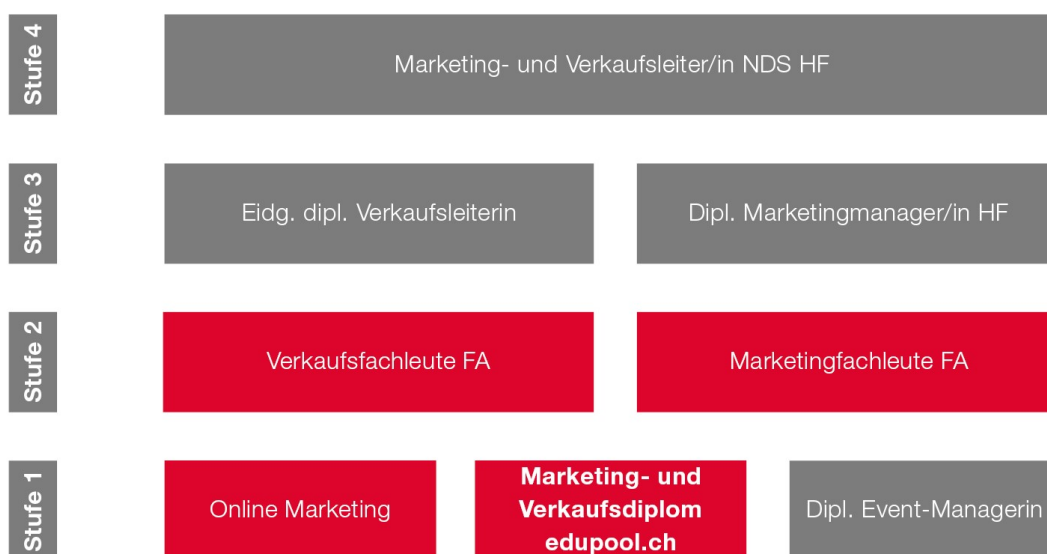 Stufe 4
Marketing- und Verkaufsleiter/in NDS HF
Stufe 3
Eidg. dipl. Verkaufsleiterin
Dipl. Marketingmanager/in HF
Stufe 2
Verkaufsfachleute FA
Marketingfachleute FA
Stufe 1
Online Marketing
Marketing- und
Verkaufsdiplom
edupool.ch
Dipl. Event-Managerin